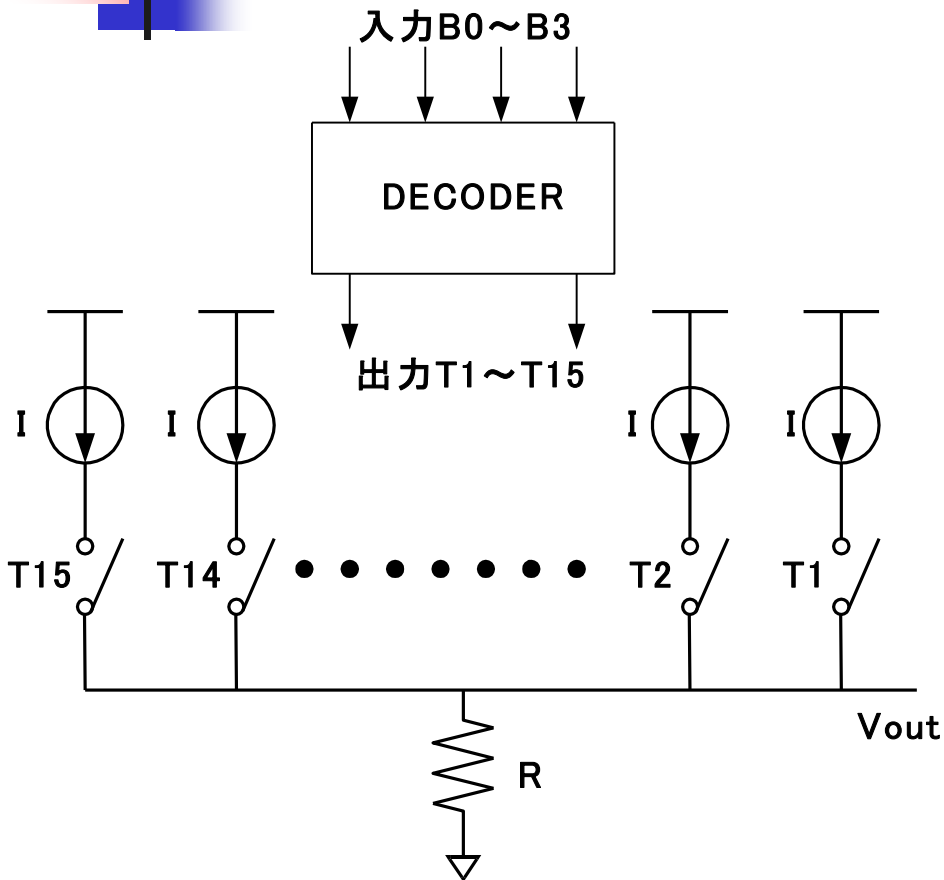 入力B0～B3
DECODER
出力T1～T15
I
I
I
I
T15
T14
T2
T1
Vout
R